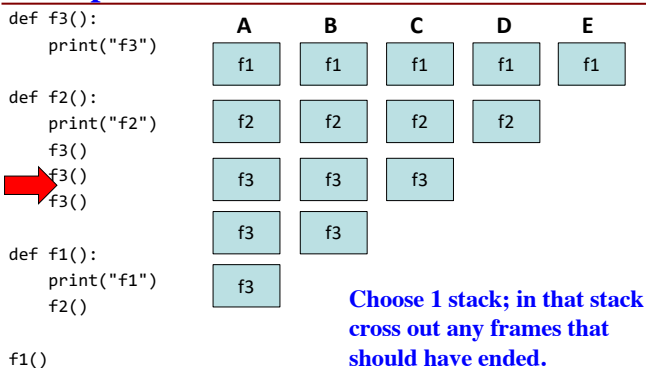 def f3():
    print("f3")
def f2():
    print("f2")
    f3()
    f3()
    f3()
def f1():
    print("f1")
    f2()
f1()
A B C D E
f1 f1 f1 f1 f1
f2 f2 f2 f2
f3 f3 f3
f3 f3
f3
Choose 1 stack; in that stack
cross out any frames that
should have ended.